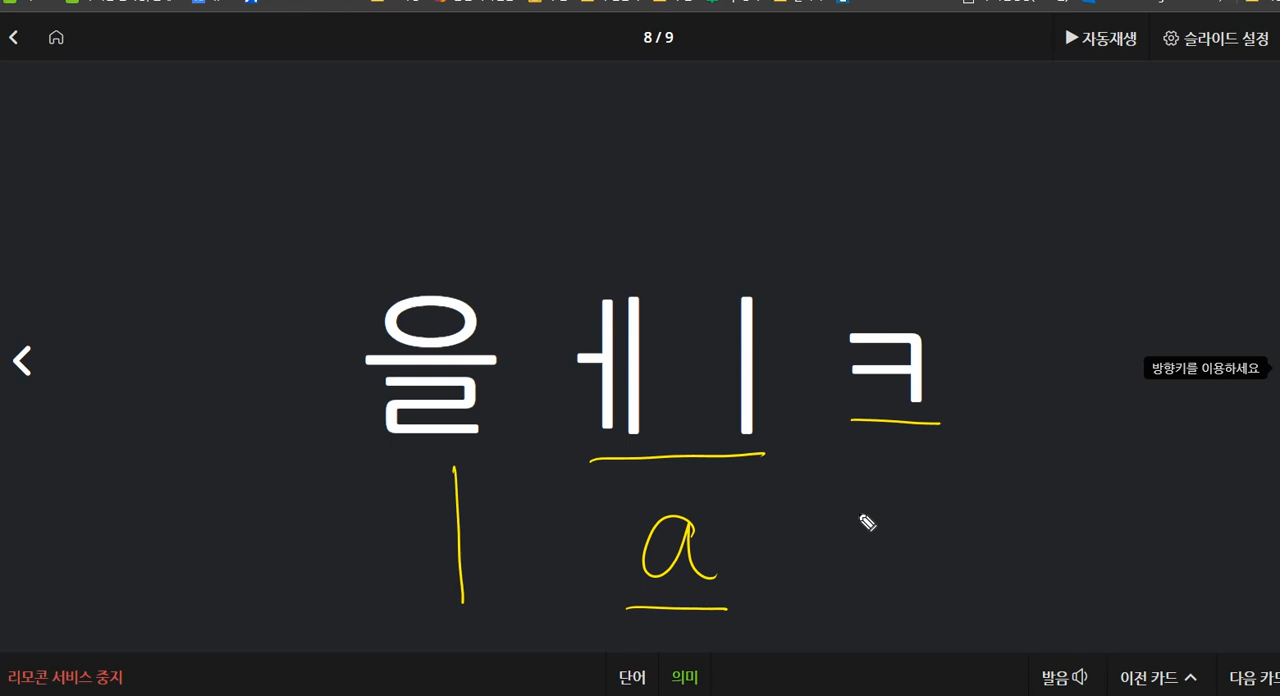 8 / 9
▶ 자동재생
슬라이드 설정
을 ㅔ ㅣ ㅋ
방향키를 이용하세요
l a
리모콘 서비스 중지
단어
의미
발음
이전 카드
다음 카드